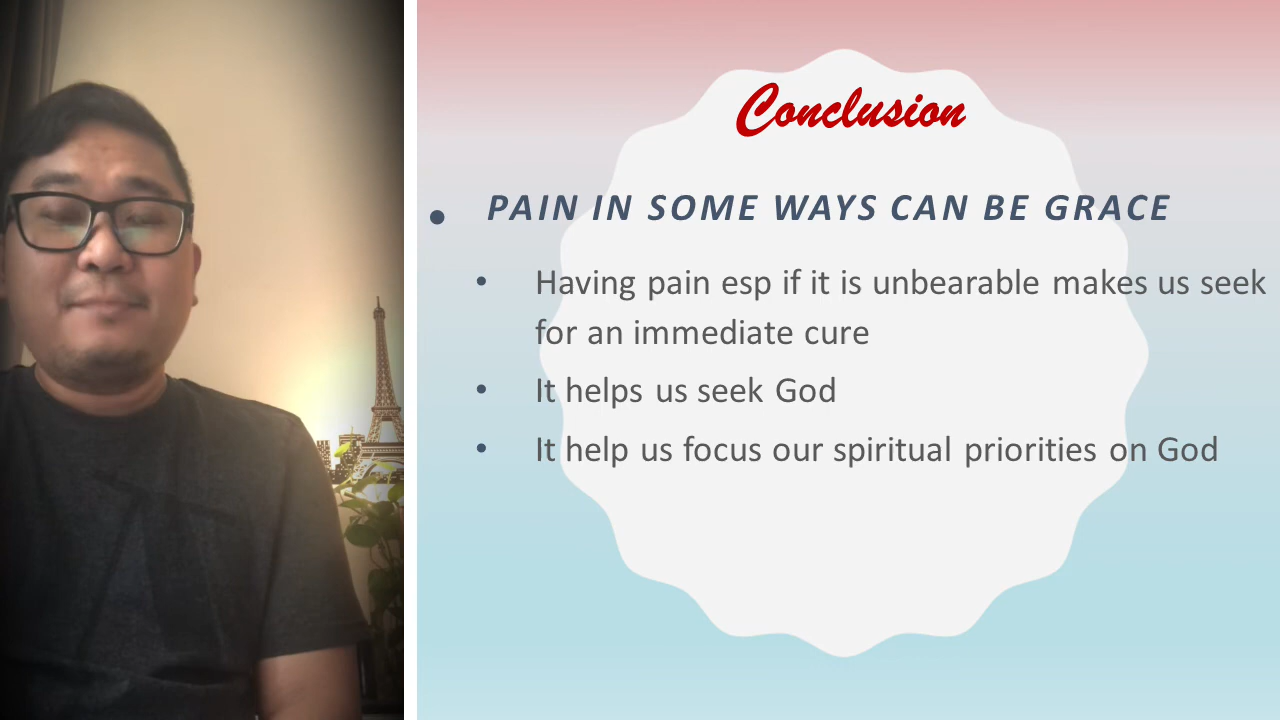 Conclusion
• PAIN IN SOME WAYS CAN BE GRACE
• Having pain esp if it is unbearable makes us seek
for an immediate cure
• It helps us seek God
• It help us focus our spiritual priorities on God